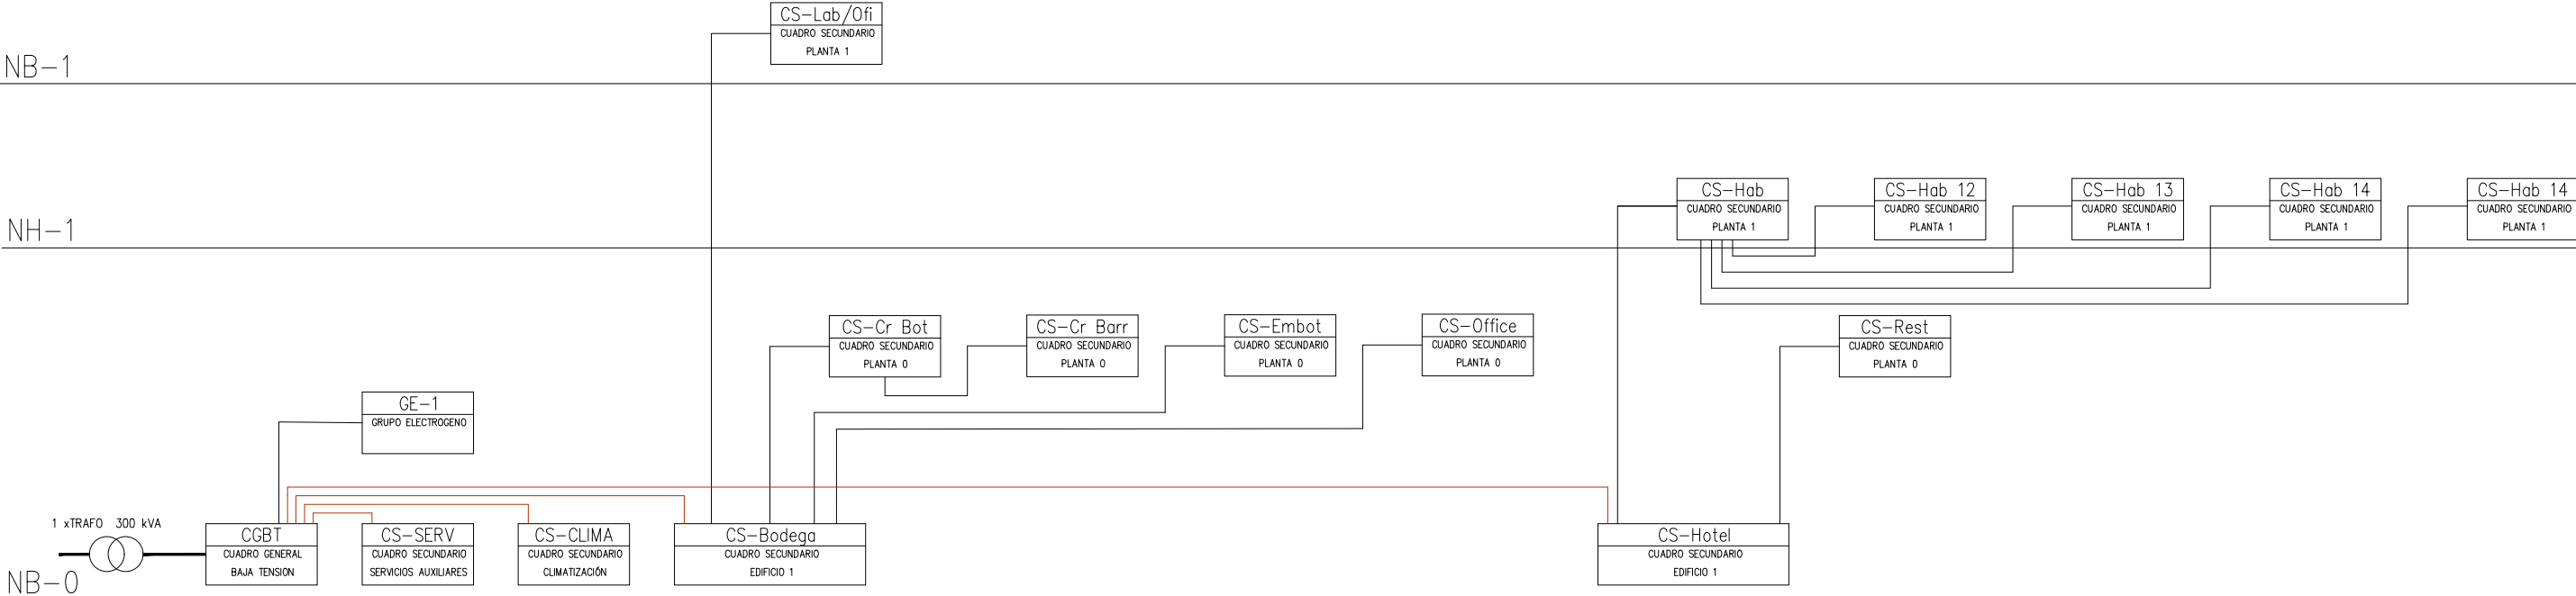 CS-Lab/Ofi
CUADRO SECUNDARIO
PLANTA 1
NB-1
CS-Hab
CUADRO SECUNDARIO
PLANTA 1
CS-Hab 12
CUADRO SECUNDARIO
PLANTA 1
CS-Hab 13
CUADRO SECUNDARIO
PLANTA 1
CS-Hab 14
CUADRO SECUNDARIO
PLANTA 1
CS-Hab 14
CUADRO SECUNDARIO
PLANTA 1
NH-1
CS-Cr Bot
CUADRO SECUNDARIO
PLANTA 0
CS-Cr Barr
CUADRO SECUNDARIO
PLANTA 0
CS-Embot
CUADRO SECUNDARIO
PLANTA 0
CS-Office
CUADRO SECUNDARIO
PLANTA 0
CS-Rest
CUADRO SECUNDARIO
PLANTA 0
GE-1
GRUPO ELECTROGENO
1 xTRAFO 300 kVA
CGBT
CUADRO GENERAL
BAJA TENSION
CS-SERV
CUADRO SECUNDARIO
SERVICIOS AUXILIARES
CS-CLIMA
CUADRO SECUNDARIO
CLIMATIZACIÓN
CS-Bodega
CUADRO SECUNDARIO
EDIFICIO 1
CS-Hotel
CUADRO SECUNDARIO
EDIFICIO 1
NB-0